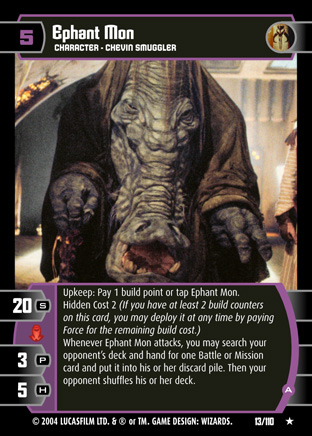 5 Ephant Mon
CHARACTER - CHEVIN SMUGGLER
20 S
3 P
5 H
Upkeep: Pay 1 build point or tap Ephant Mon.
Hidden Cost 2 (If you have at least 2 build counters
on this card, you may deploy it at any time by paying
Force for the remaining build cost.)
Whenever Ephant Mon attacks, you may search your
opponent's deck and hand for one Battle or Mission
card and put it into his or her discard pile. Then your
opponent shuffles his or her deck.
A
© 2004 LUCASFILM LTD. & ® or TM. GAME DESIGN: WIZARDS. 13/110